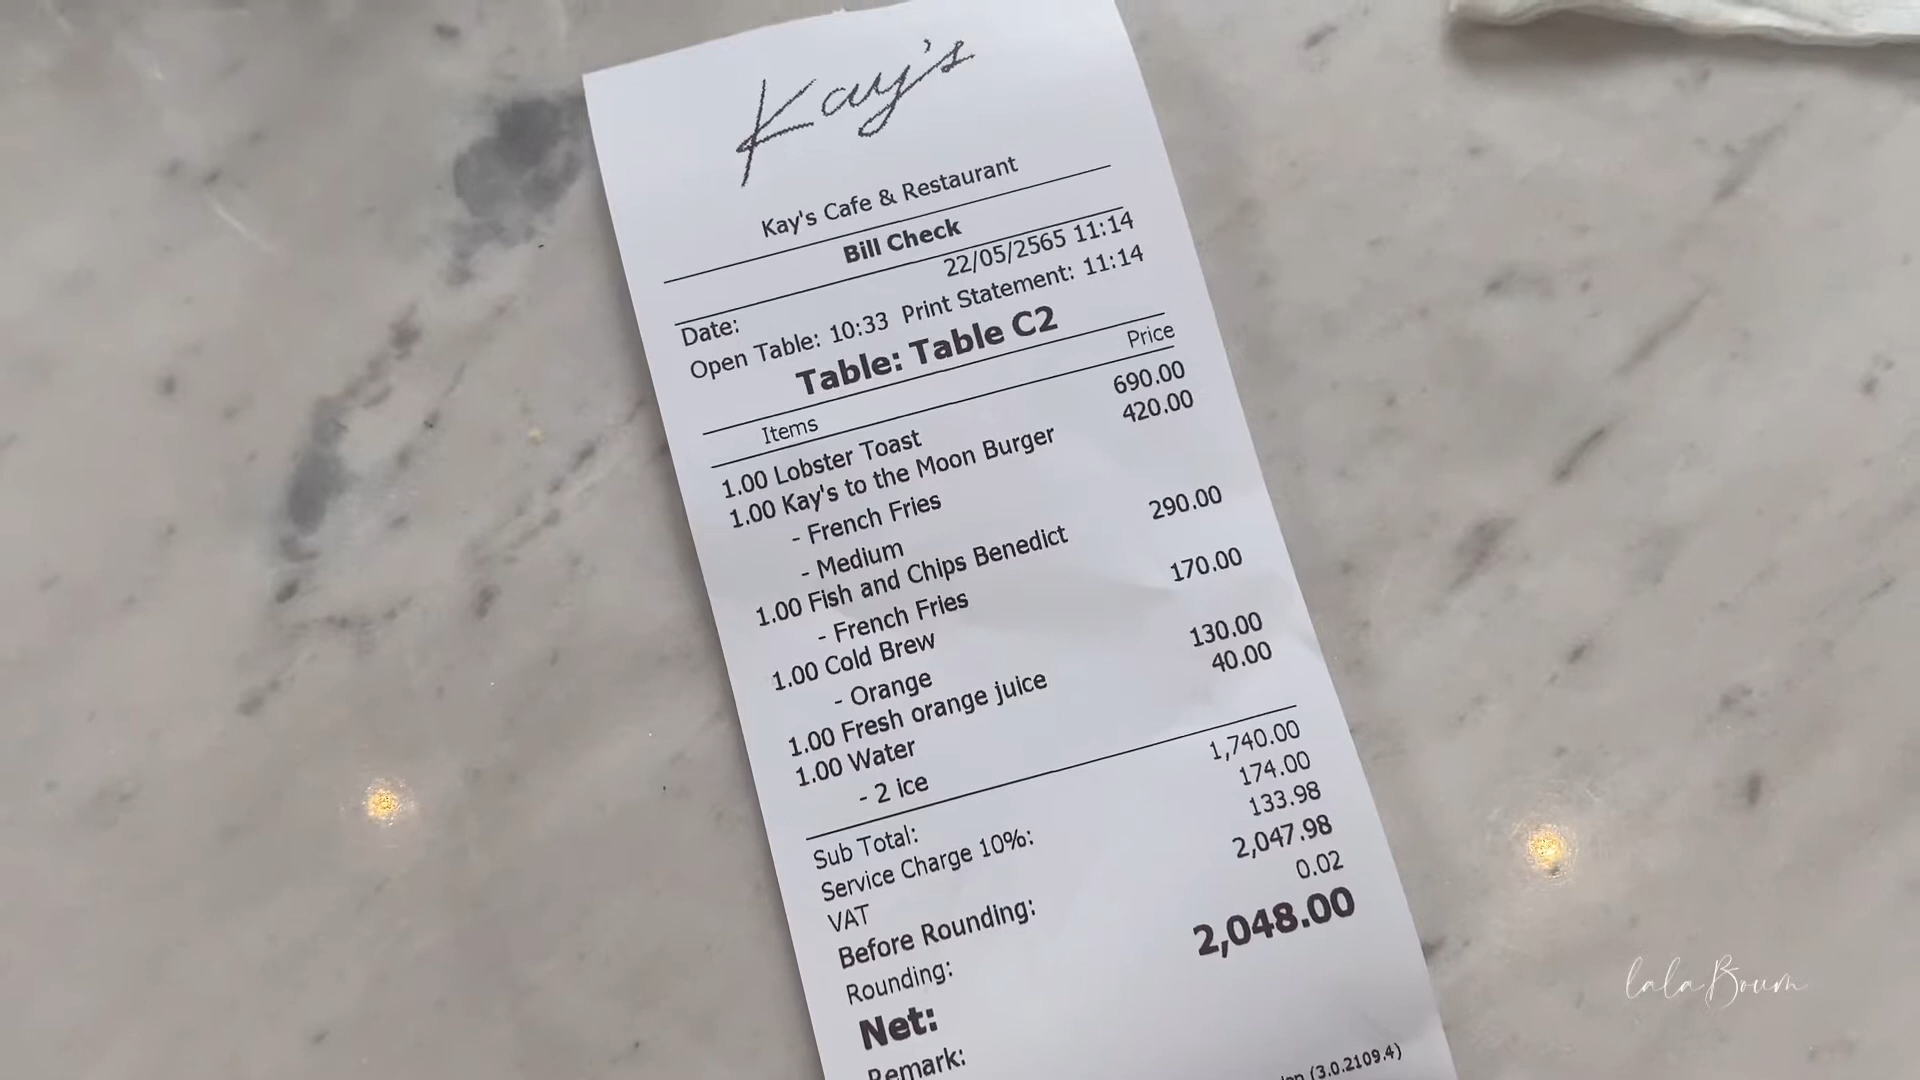 Kay's
Kay's Cafe & Restaurant
Bill Check
Date: 22/05/2565 11:14
Open Table: 10:33 Print Statement: 11:14
Table: Table C2
Items Price
1.00 Lobster Toast 690.00
1.00 Kay's to the Moon Burger 420.00
- French Fries
- Medium
1.00 Fish and Chips Benedict 290.00
- French Fries
1.00 Cold Brew 170.00
- Orange
1.00 Fresh orange juice 130.00
1.00 Water 40.00
- 2 ice
Sub Total: 1,740.00
Service Charge 10%: 174.00
VAT 133.98
Before Rounding: 2,047.98
Rounding: 0.02
Net: 2,048.00
Remark:
(3.0.2109.4)
lalaBoum